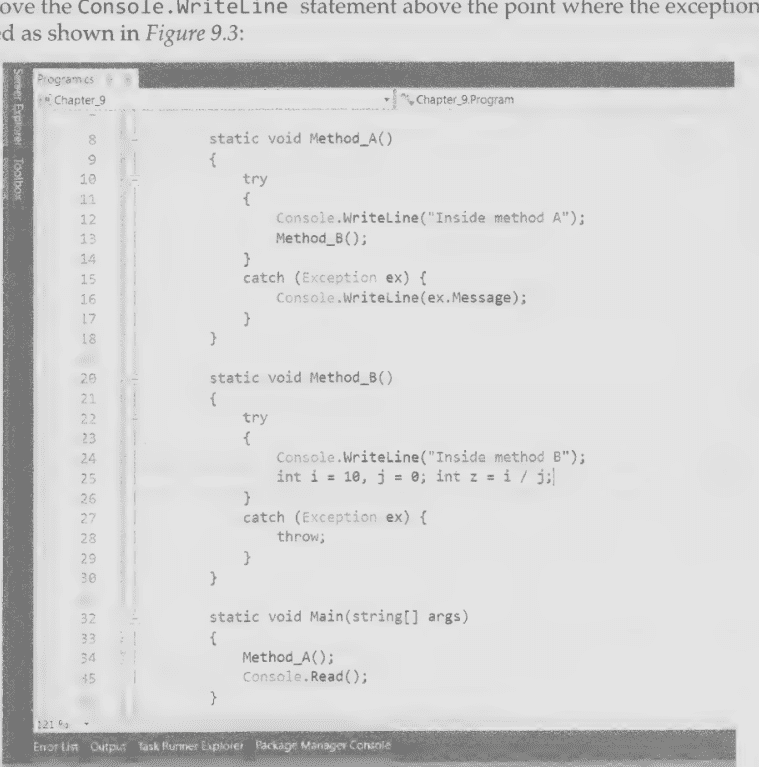 ove the Console.WriteLine statement above the point where the exception
ed as shown in Figure 9.3:
Program.cs
Chapter_9 Chapter_9.Program
Server Explorer Toolbox
8 static void Method_A()
9 {
10 try
11 {
12 Console.WriteLine("Inside method A");
13 Method_B();
14 }
15 catch (Exception ex) {
16 Console.WriteLine(ex.Message);
17 }
18 }
20 static void Method_B()
21 {
22 try
23 {
24 Console.WriteLine("Inside method B");
25 int i = 10, j = 0; int z = i / j;
26 }
27 catch (Exception ex) {
28 throw;
29 }
30 }
32 static void Main(string[] args)
33 {
34 Method_A();
35 Console.Read();
}
121 %
Error List Output Task Runner Explorer Package Manager Console